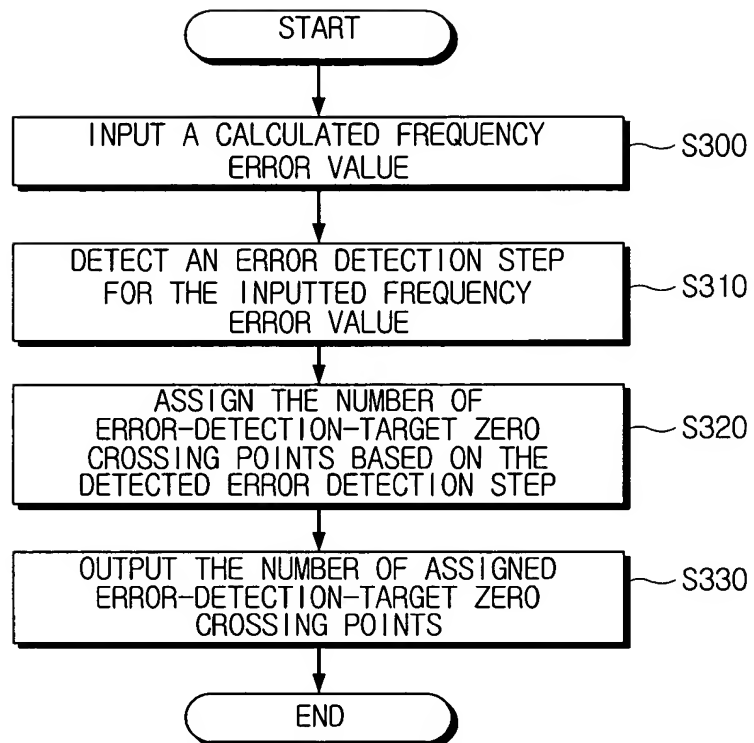 START
INPUT A CALCULATED FREQUENCY
ERROR VALUE
S300
DETECT AN ERROR DETECTION STEP
FOR THE INPUTTED FREQUENCY
ERROR VALUE
S310
ASSIGN THE NUMBER OF
ERROR-DETECTION-TARGET ZERO
CROSSING POINTS BASED ON THE
DETECTED ERROR DETECTION STEP
S320
OUTPUT THE NUMBER OF ASSIGNED
ERROR-DETECTION-TARGET ZERO
CROSSING POINTS
S330
END